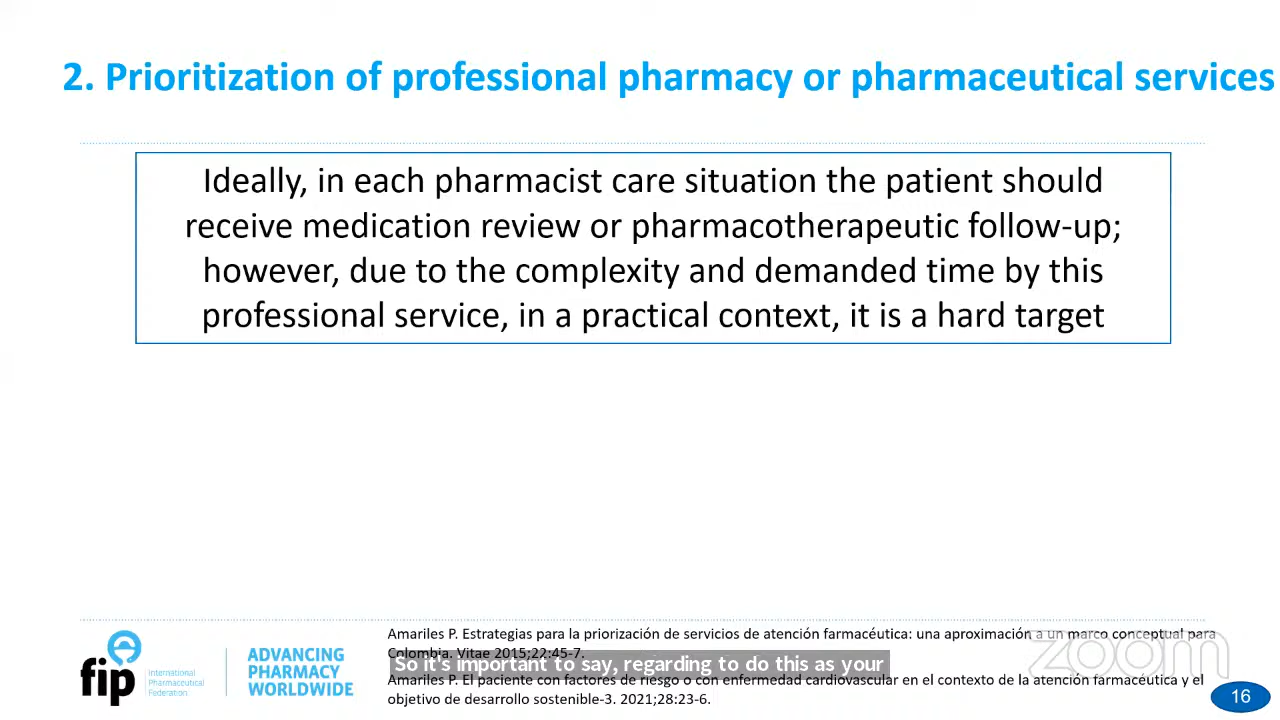 2. Prioritization of professional pharmacy or pharmaceutical services
Ideally, in each pharmacist care situation the patient should
receive medication review or pharmacotherapeutic follow-up;
however, due to the complexity and demanded time by this
professional service, in a practical context, it is a hard target
fip
International
Pharmaceutical
Federation
ADVANCING
PHARMACY
WORLDWIDE
Amariles P. Estrategias para la priorización de servicios de atención farmacéutica: una aproximación a un marco conceptual para
Colombia. Vitae 2015;22:45-7.
So it's important to say, regarding to do this as your
Amariles P. El paciente con factores de riesgo o con enfermedad cardiovascular en el contexto de la atención farmacéutica y el
objetivo de desarrollo sostenible-3. 2021;28:23-6.
zoom
16